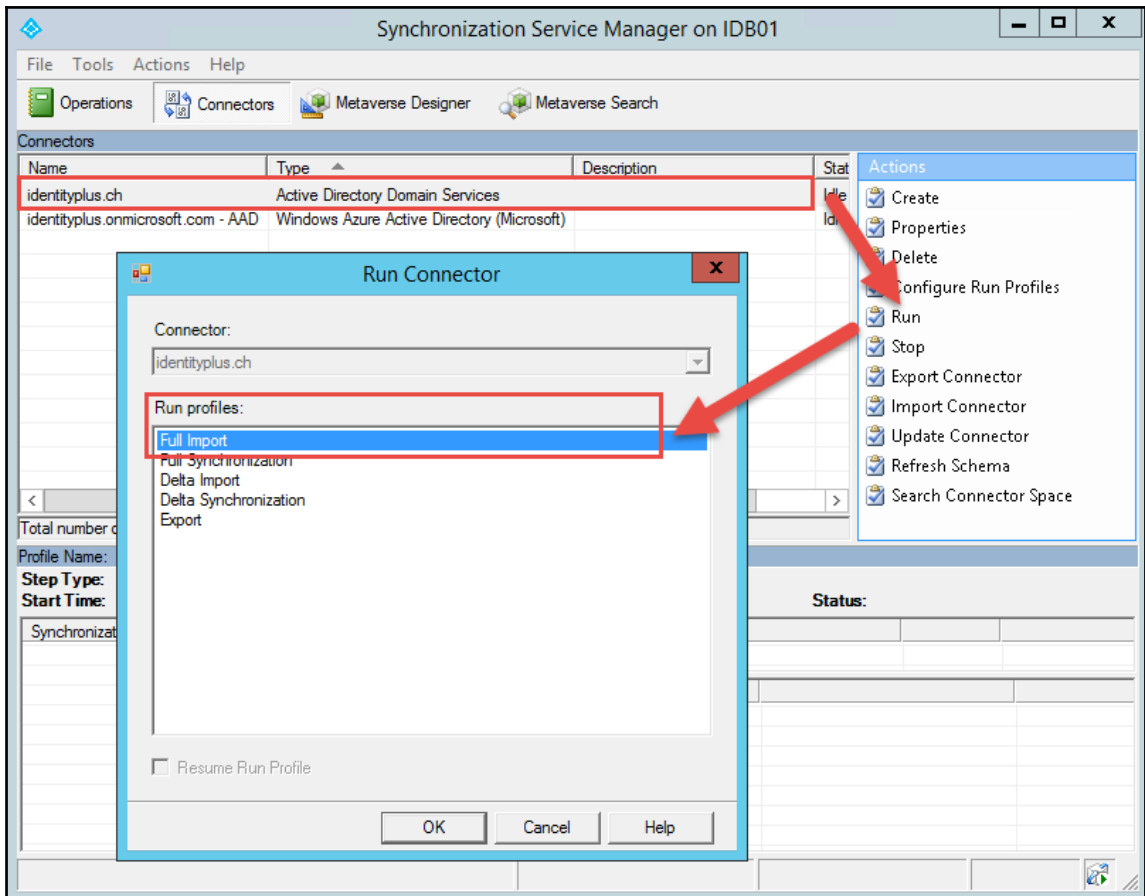 Synchronization Service Manager on IDB01
File Tools Actions Help
Operations Connectors Metaverse Designer Metaverse Search
Connectors
Name Type Description Stat
identityplus.ch Active Directory Domain Services Idle
identityplus.onmicrosoft.com - AAD Windows Azure Active Directory (Microsoft)
Actions
Create
Properties
Delete
Configure Run Profiles
Run
Stop
Export Connector
Import Connector
Update Connector
Refresh Schema
Search Connector Space
Total number
Profile Name:
Step Type:
Start Time:
Status:
Synchronizat
Run Connector
Connector:
identityplus.ch
Run profiles:
Full Import
Full Synchronization
Delta Import
Delta Synchronization
Export
Resume Run Profile
OK Cancel Help